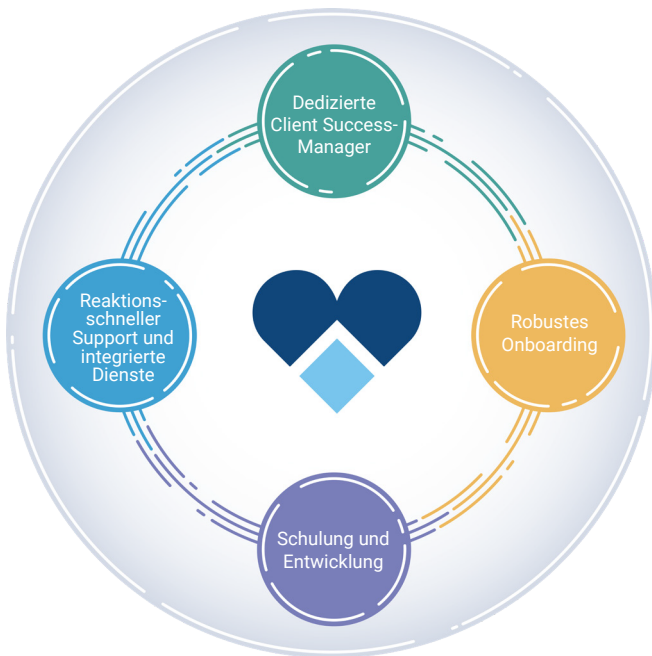 Dedizierte
Client Success-
Manager
Robustes
Onboarding
Schulung und
Entwicklung
Reaktions-
schneller
Support und
integrierte
Dienste